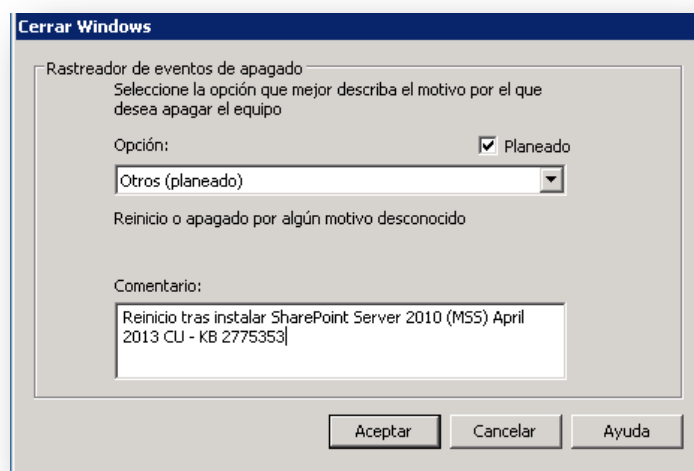 Cerrar Windows
Rastreador de eventos de apagado
Seleccione la opción que mejor describa el motivo por el que
desea apagar el equipo
Opción:
Planeado
Otros (planeado)
Reinicio o apagado por algún motivo desconocido
Comentario:
Reinicio tras instalar SharePoint Server 2010 (MSS) April
2013 CU - KB 2775353
Aceptar
Cancelar
Ayuda